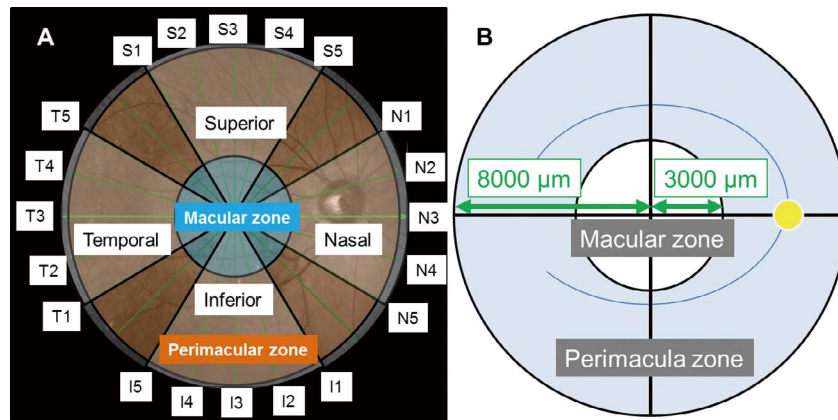 A
S1
S2
S3
S4
S5
T5
T4
T3
T2
T1
N1
N2
N3
N4
N5
I5
I4
I3
I2
I1
Superior
Macular zone
Temporal
Nasal
Inferior
Perimacular zone
B
8000 µm
3000 µm
Macular zone
Perimacula zone